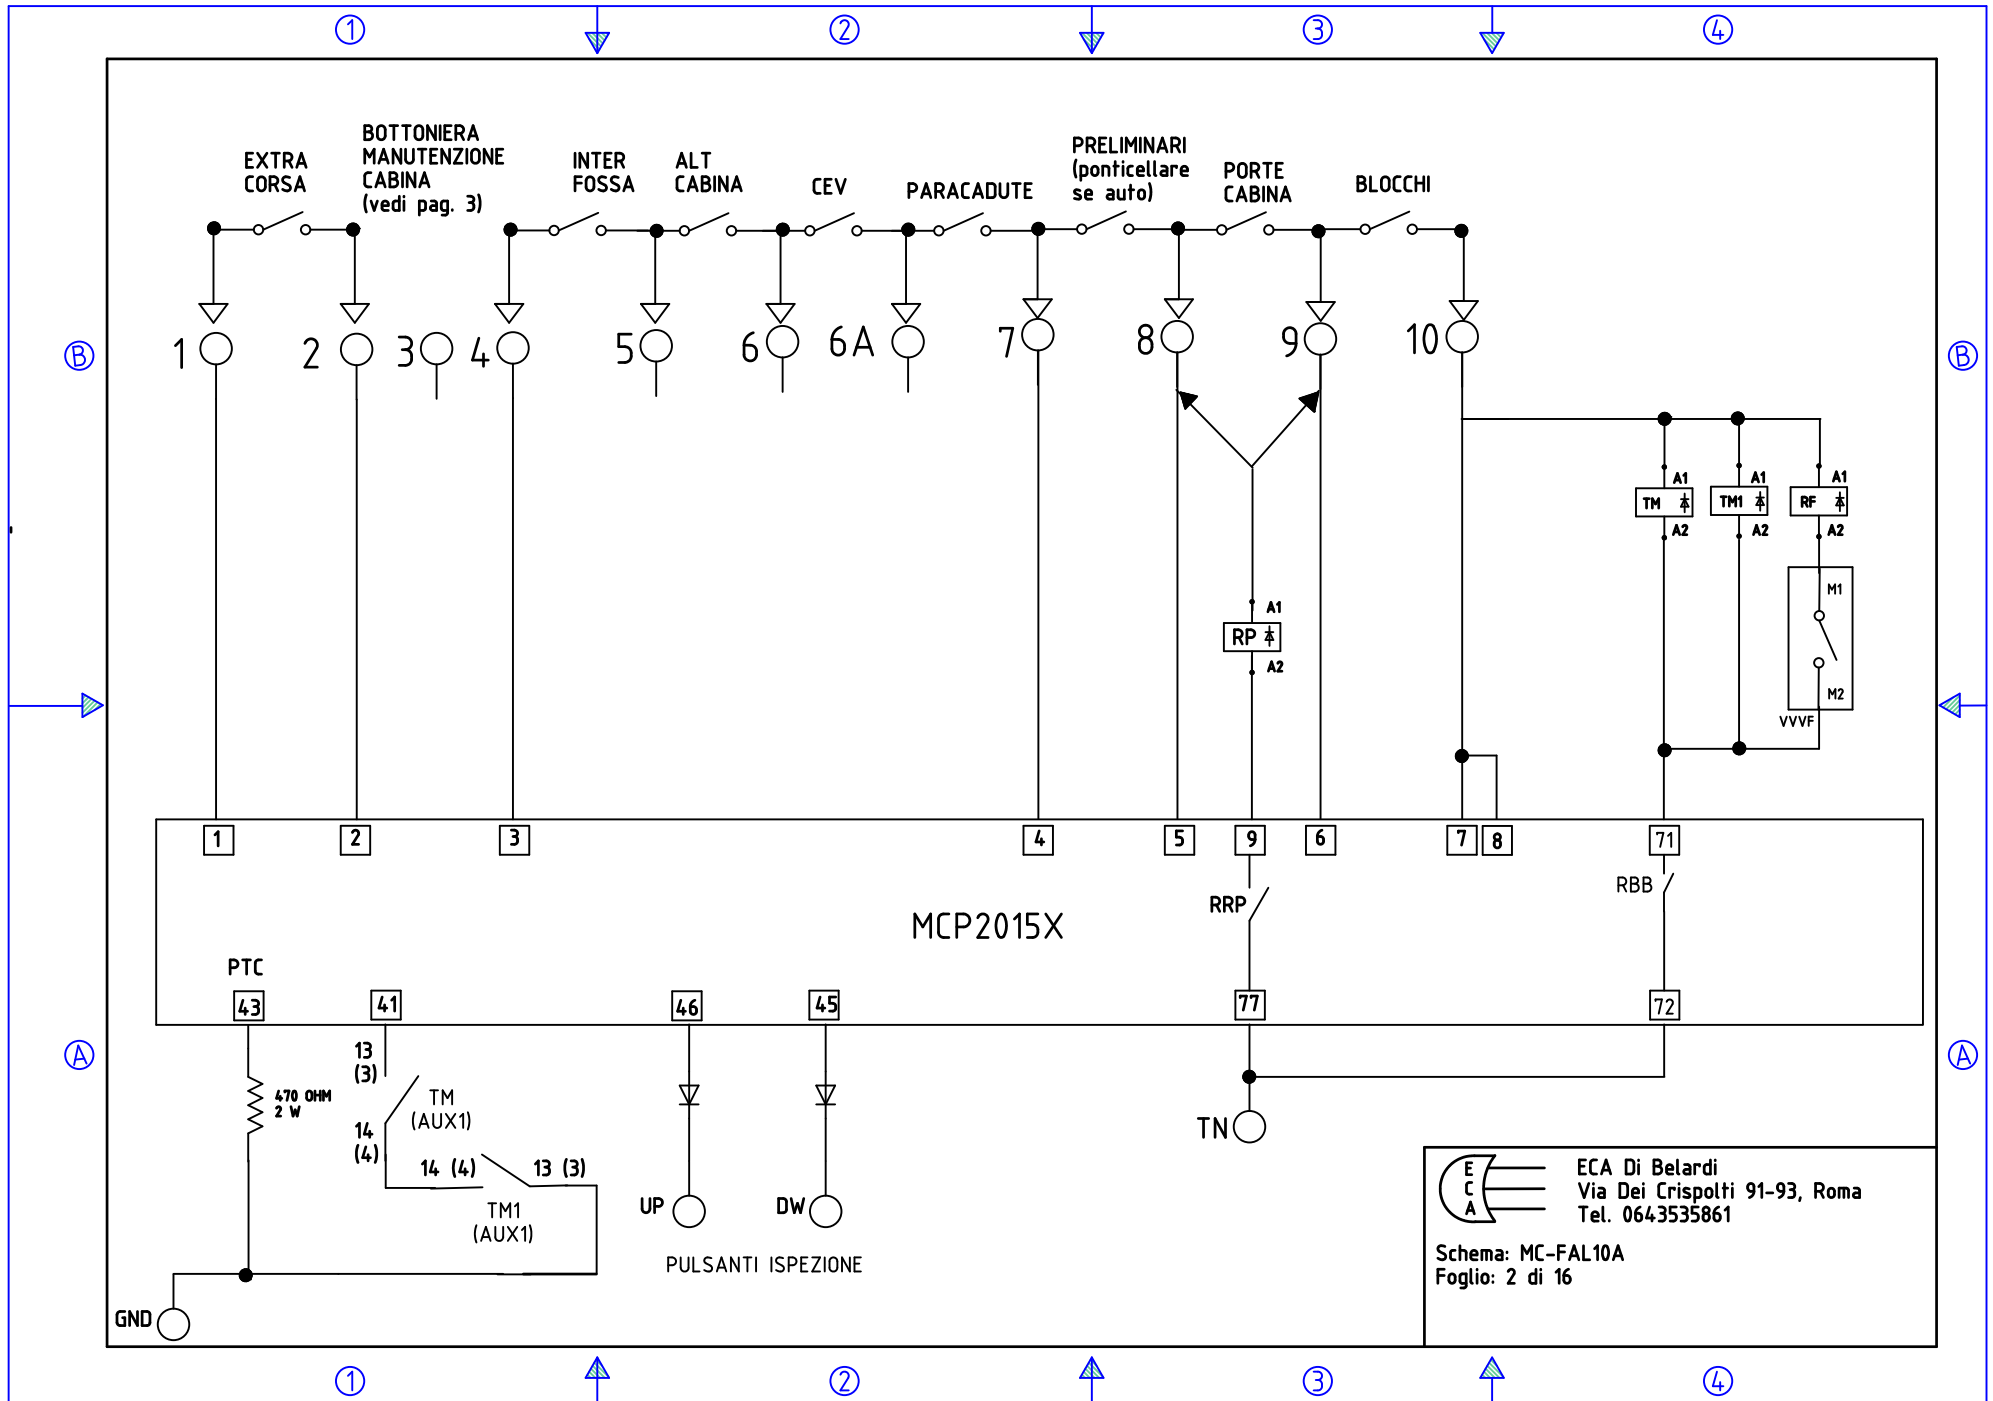 1
2
3
4
EXTRA
CORSA
BOTTONIERA
MANUTENZIONE
CABINA
(vedi pag. 3)
INTER
FOSSA
ALT
CABINA
CEV
PARACADUTE
PRELIMINARI
(ponticellare
se auto)
PORTE
CABINA
BLOCCHI
B
1
2
3
4
5
6
6A
7
8
9
10
B
A1
TM
A2
A1
TM1
A2
A1
RF
A2
M1
M2
VVVF
A1
RP
A2
1
2
3
4
5
9
6
7
8
71
RRP
RBB
MCP2015X
PTC
43
41
46
45
77
72
A
A
470 OHM
2 W
13
(3)
TM
(AUX1)
14
(4)
14 (4)
13 (3)
TM1
(AUX1)
UP
DW
PULSANTI ISPEZIONE
TN
GND
E
C
A
ECA Di Belardi
Via Dei Crispolti 91-93, Roma
Tel. 0643535861
Schema: MC-FAL10A
Foglio: 2 di 16
1
2
3
4